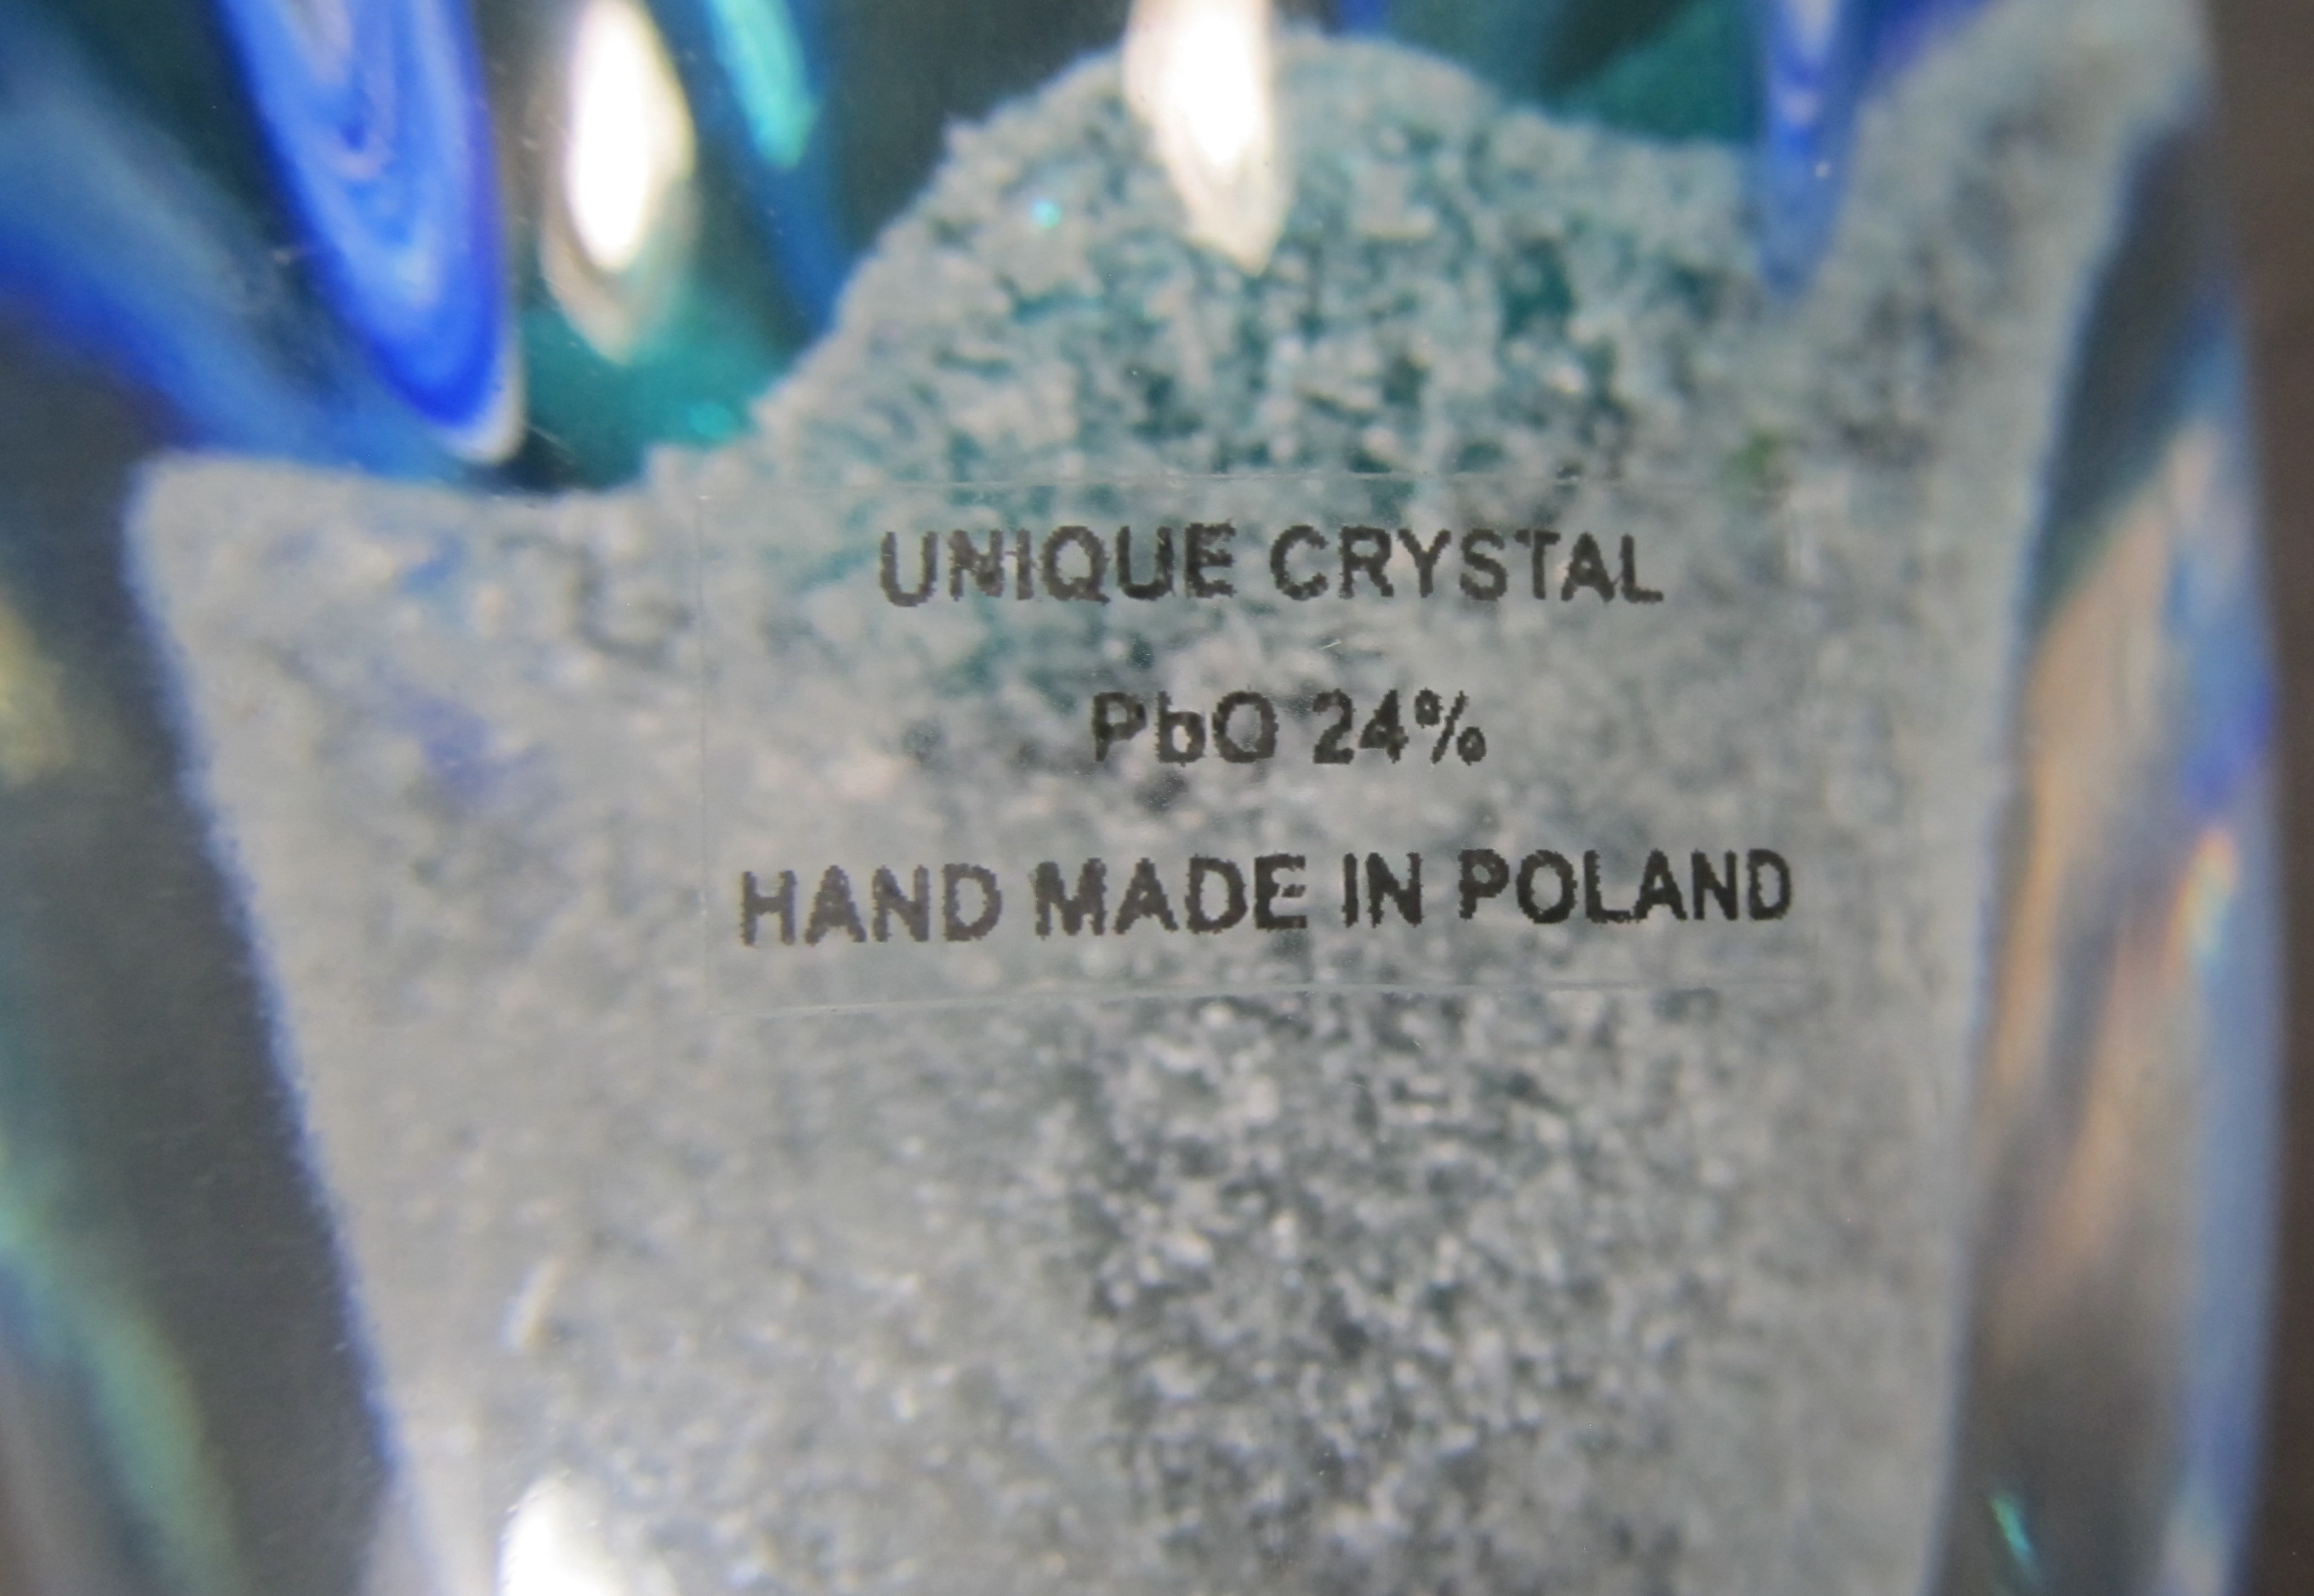 UNIQUE CRYSTAL
PbO 24%
HAND MADE IN POLAND